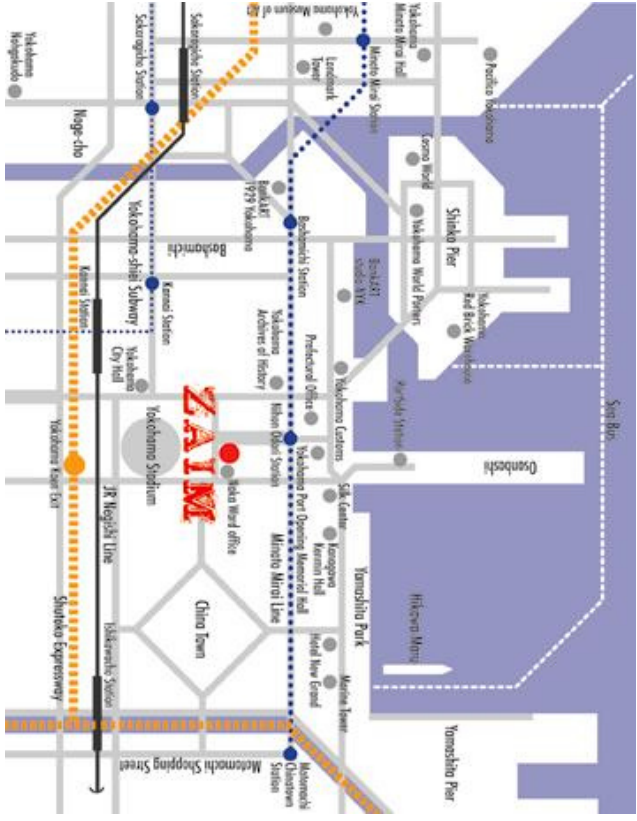 Sea Bus
Pacifico Yokohama
Osanbashi
Yokohama
Minato Mirai Hall
Cosmo World
Shinko Pier
Yokohama
Red Brick Warehouse
Yokohama World Porters
Hikawa Maru
Yamashita Pier
Portside Station
Minato Mirai Station
Landmark
Tower
Yokohama Museum of
BankART
studio NYK
Yokohama Customs
Silk Center
Yamashita Park
Prefectural Office
Kanagawa
Kenmin Hall
Yokohama Port Opening Memorial Hall
Hotel New Grand
Marine Tower
Bashamichi Station
BankART
1929 Yokohama
Yokohama
Archives of History
Nihon Odori Station
Minato Mirai Line
Motomachi
Chinatown
Station
Bashamichi
ZAIM
Naka Ward office
China Town
Motomachi Shopping Street
Sakuragicho Station
Sakuragicho Station
Yokohama-shiei Subway
Kannai Station
Yokohama
City Hall
Yokohama Stadium
Kannai Station
JR Negishi Line
Ishikawacho Station
Noge-cho
Yokohama
Nohgakudo
Yokohama Koen Exit
Shutoko Expressway